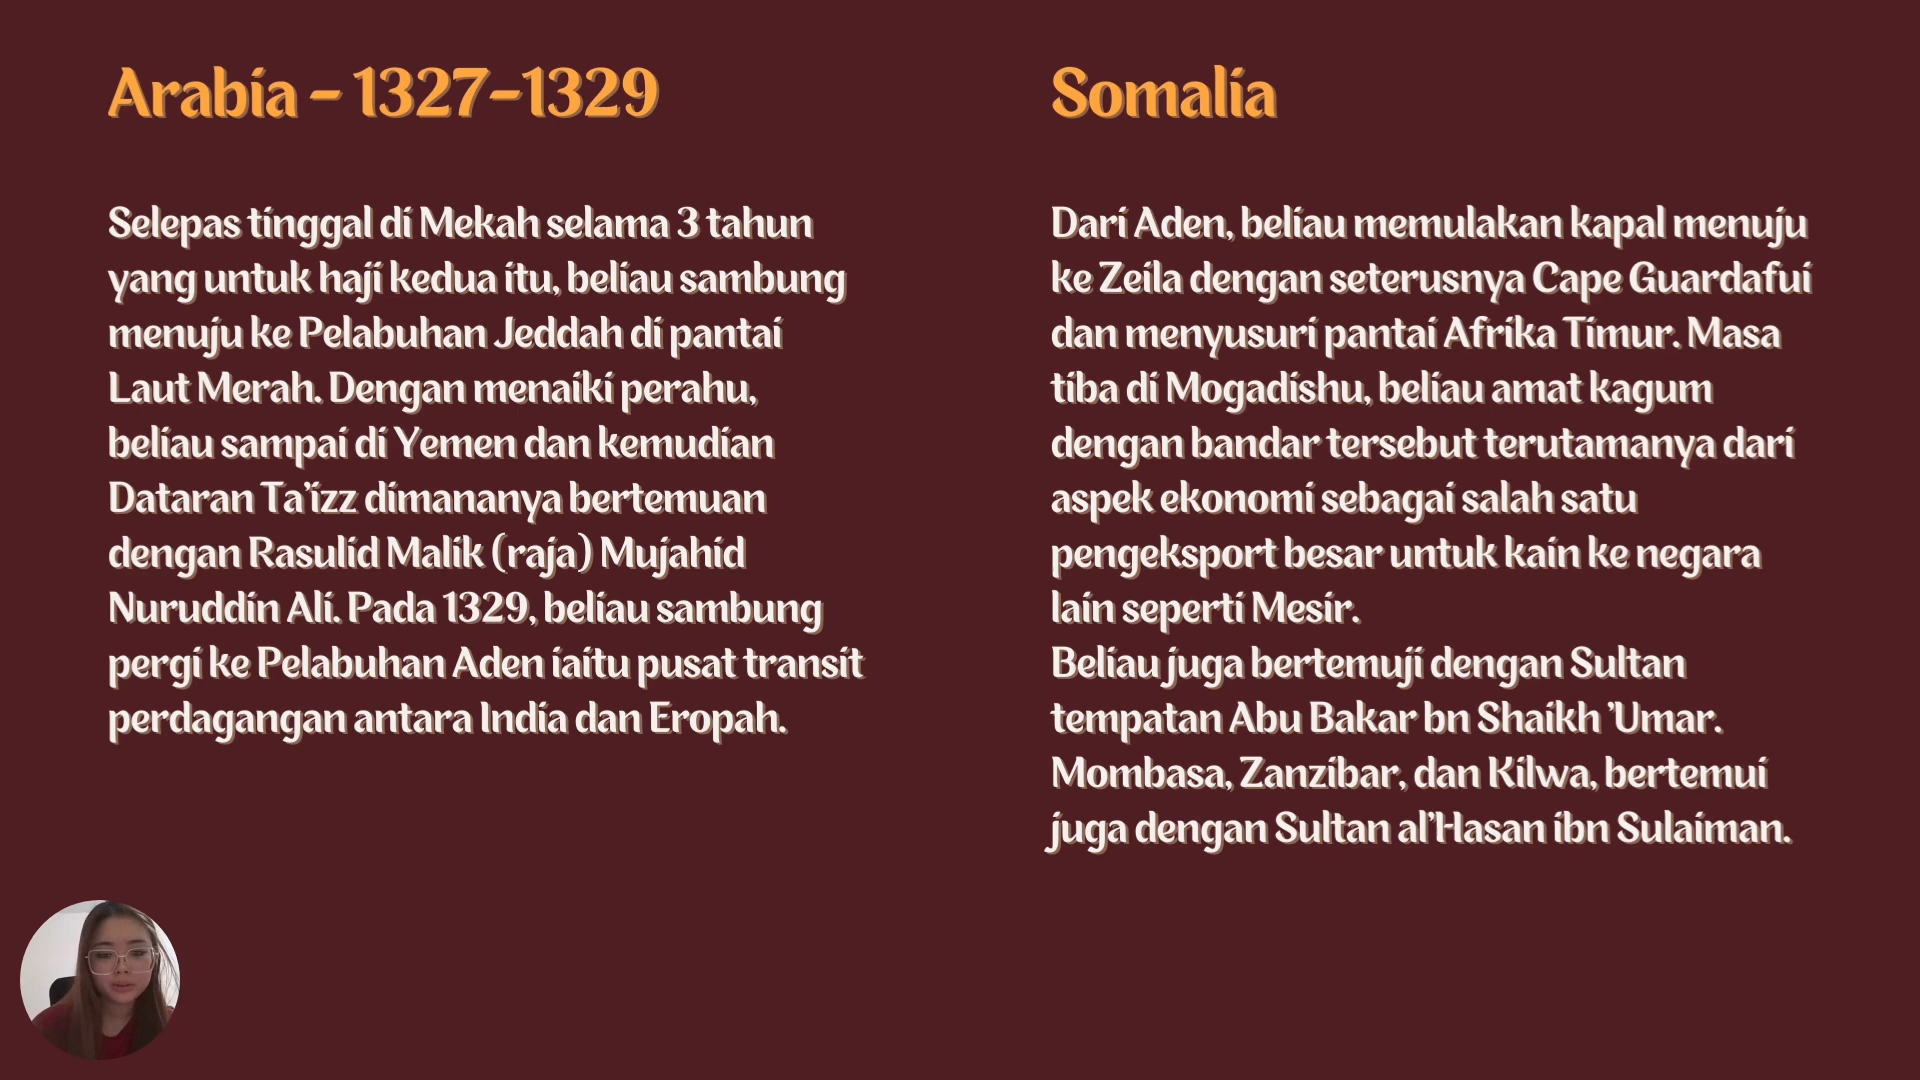 Arabia - 1327-1329
Selepas tinggal di Mekah selama 3 tahun
yang untuk haji kedua itu, beliau sambung
menuju ke Pelabuhan Jeddah di pantai
Laut Merah. Dengan menaiki perahu,
beliau sampai di Yemen dan kemudian
Dataran Ta'izz dimananya bertemuan
dengan Rasulid Malik (raja) Mujahid
Nuruddin Ali. Pada 1329, beliau sambung
pergi ke Pelabuhan Aden iaitu pusat transit
perdagangan antara India dan Eropah.
Somalia
Dari Aden, beliau memulakan kapal menuju
ke Zeila dengan seterusnya Cape Guardafui
dan menyusuri pantai Afrika Timur. Masa
tiba di Mogadishu, beliau amat kagum
dengan bandar tersebut terutamanya dari
aspek ekonomi sebagai salah satu
pengeksport besar untuk kain ke negara
lain seperti Mesir.
Beliau juga bertemuji dengan Sultan
tempatan Abu Bakar bn Shaikh 'Umar.
Mombasa, Zanzibar, dan Kilwa, bertemui
juga dengan Sultan al'Hasan ibn Sulaiman.